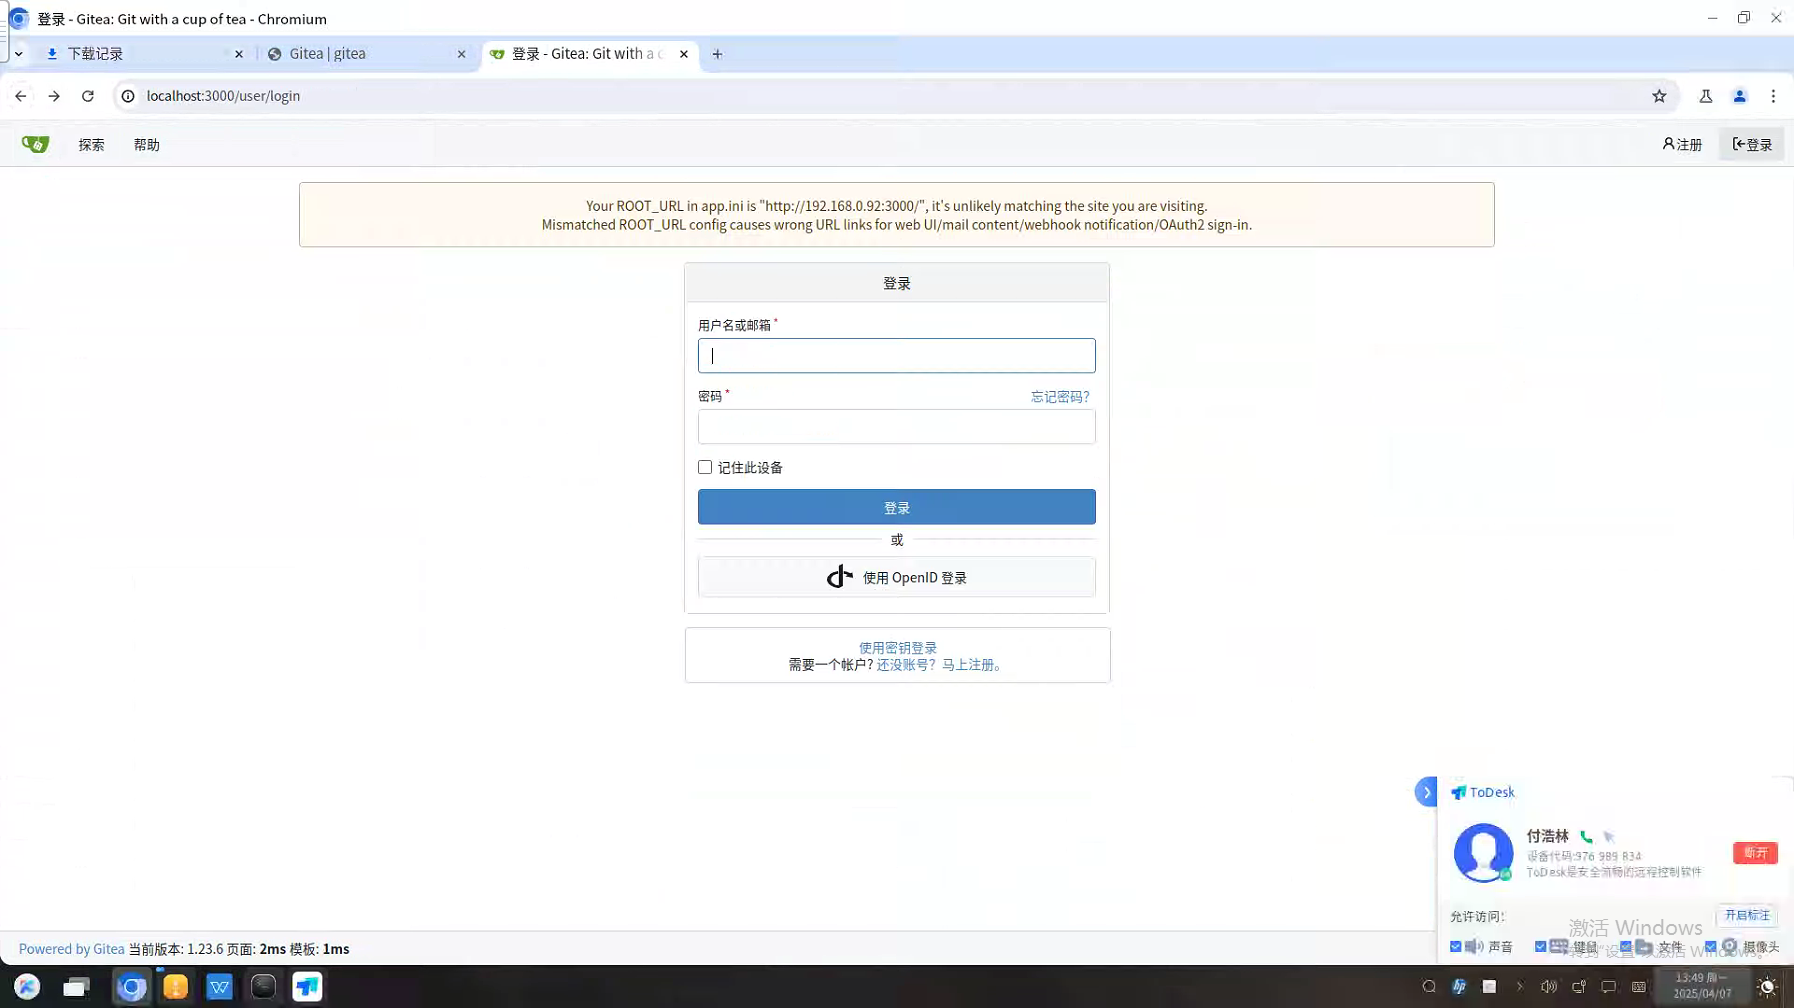 登录 - Gitea: Git with a cup of tea - Chromium
下载记录
Gitea | gitea
登录 - Gitea: Git with a c
localhost:3000/user/login
探索
帮助
注册
登录
Your ROOT_URL in app.ini is "http://192.168.0.92:3000/", it's unlikely matching the site you are visiting.
Mismatched ROOT_URL config causes wrong URL links for web UI/mail content/webhook notification/OAuth2 sign-in.
登录
用户名或邮箱 *
密码 *
忘记密码?
记住此设备
登录
或
使用 OpenID 登录
使用密钥登录
需要一个帐户? 还没账号? 马上注册。
ToDesk
付浩林
设备代码:976 989 834
ToDesk是安全流畅的远程控制软件
断开
允许访问:
开启标注
激活 Windows
声音
键鼠
文件
摄像头
转到"设置"以激活 Windows。
Powered by Gitea 当前版本: 1.23.6 页面: 2ms 模板: 1ms
13:49 周一
2025/04/07